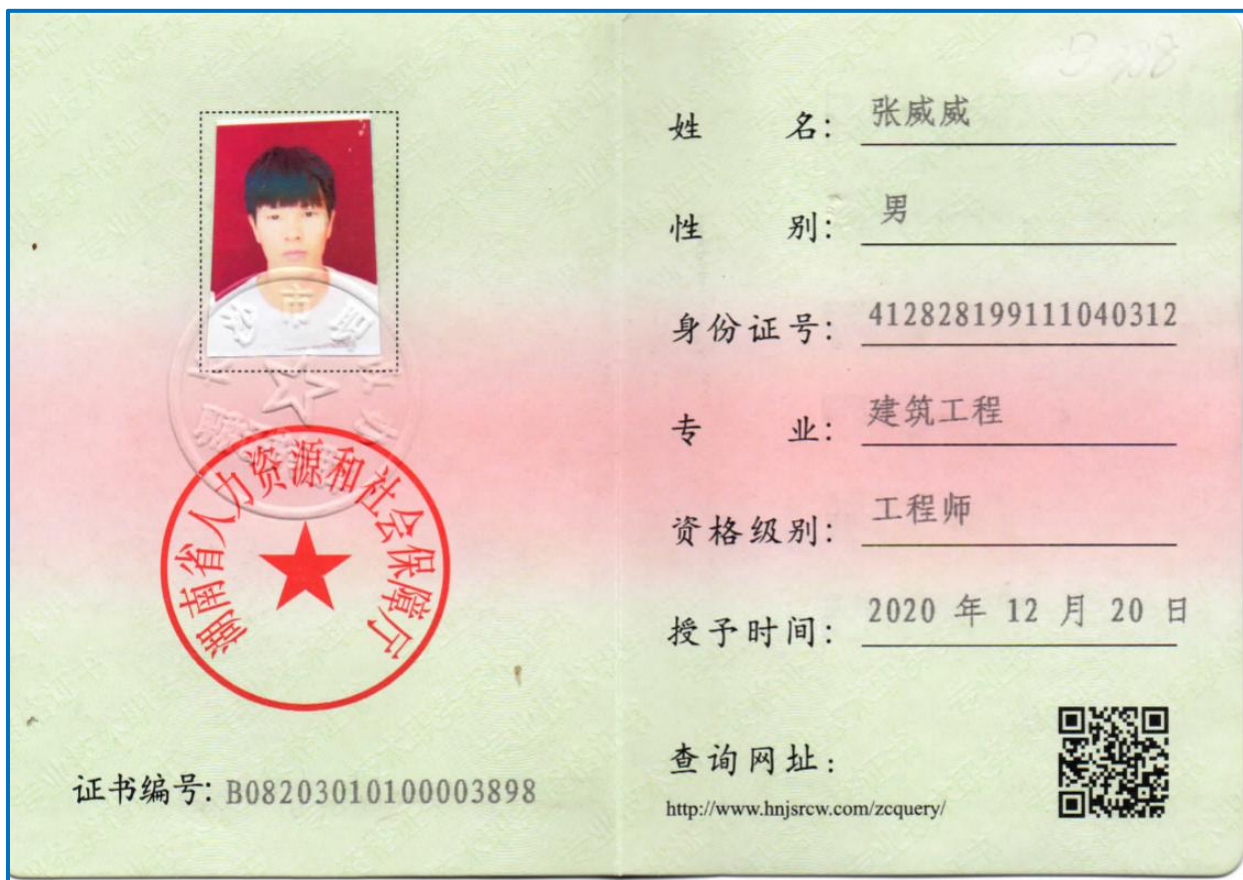 湖南省人力资源和社会保障厅
证书编号: B08203010100003898
姓 名: 张威威
性 别: 男
身份证号: 412828199111040312
专 业: 建筑工程
资格级别: 工程师
授予时间: 2020 年 12 月 20 日
查询网址:
http://www.hnjsrcw.com/zcquery/